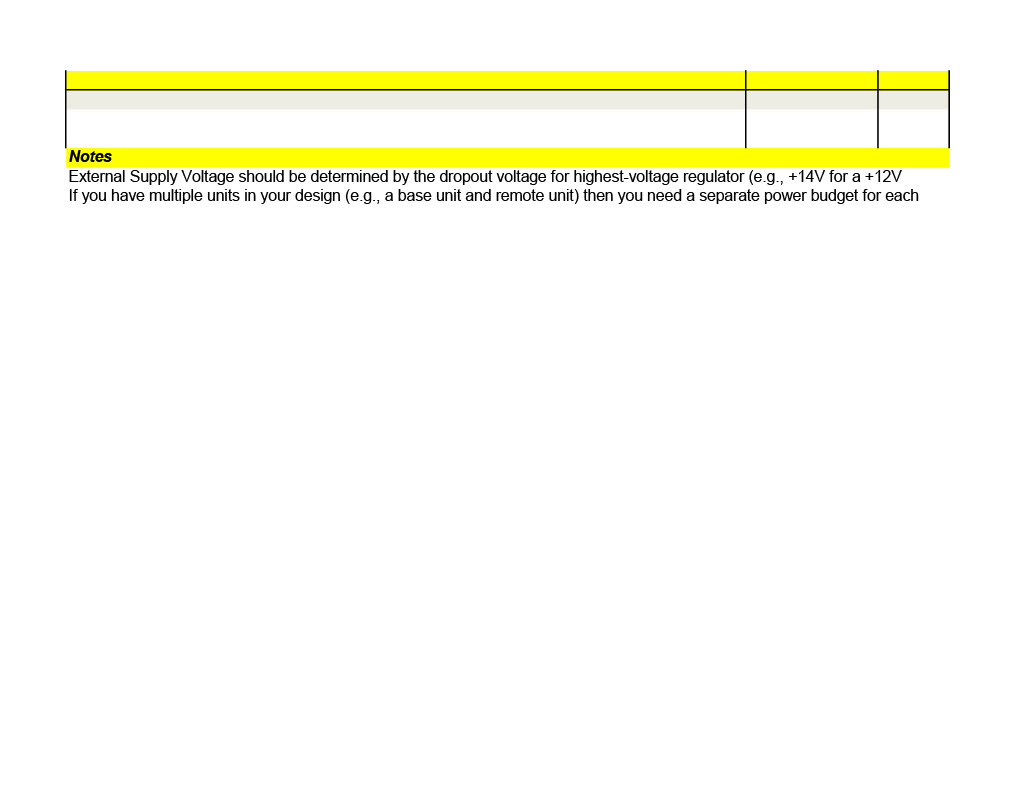 Notes
External Supply Voltage should be determined by the dropout voltage for highest-voltage regulator (e.g., +14V for a +12V
If you have multiple units in your design (e.g., a base unit and remote unit) then you need a separate power budget for each